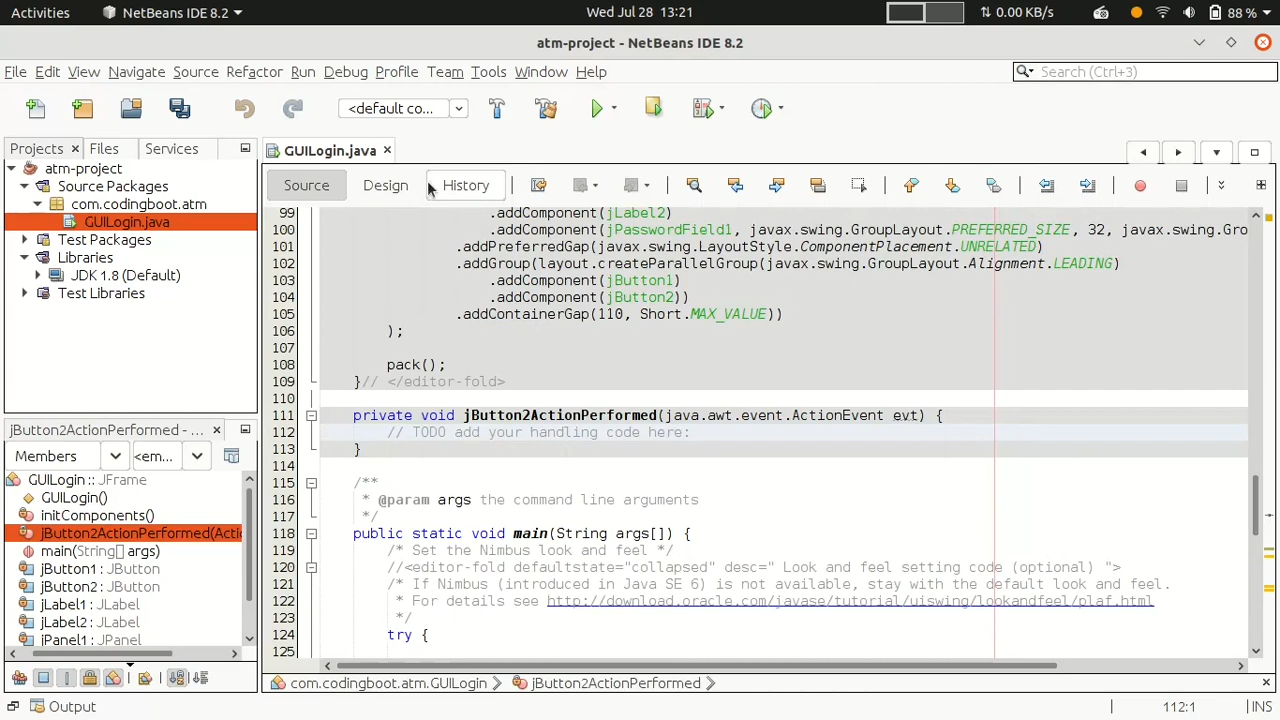 Activities
NetBeans IDE 8.2
Wed Jul 28 13:21
0.00 KB/s
88 %
atm-project - NetBeans IDE 8.2
File Edit View Navigate Source Refactor Run Debug Profile Team Tools Window Help
Search (Ctrl+3)
<default co...
Projects Files Services
atm-project
Source Packages
com.codingboot.atm
GUILogin.java
Test Packages
Libraries
JDK 1.8 (Default)
Test Libraries
jButton2ActionPerformed - ...
Members <em...
GUILogin :: JFrame
GUILogin()
initComponents()
jButton2ActionPerformed(Acti
main(String[] args)
jButton1 : JButton
jButton2 : JButton
jLabel1 : JLabel
jLabel2 : JLabel
jPanel1 : JPanel
GUILogin.java
Source Design History
99 .addComponent(jLabel2)
100 .addComponent(jPasswordField1, javax.swing.GroupLayout.PREFERRED_SIZE, 32, javax.swing.Gro
101 .addPreferredGap(javax.swing.LayoutStyle.ComponentPlacement.UNRELATED)
102 .addGroup(layout.createParallelGroup(javax.swing.GroupLayout.Alignment.LEADING)
103 .addComponent(jButton1)
104 .addComponent(jButton2))
105 .addContainerGap(110, Short.MAX_VALUE))
106 );
107
108 pack();
109 }// </editor-fold>
110
111 private void jButton2ActionPerformed(java.awt.event.ActionEvent evt) {
112 // TODO add your handling code here:
113 }
114
115 /**
116 * @param args the command line arguments
117 */
118 public static void main(String args[]) {
119 /* Set the Nimbus look and feel */
120 //<editor-fold defaultstate="collapsed" desc=" Look and feel setting code (optional) ">
121 /* If Nimbus (introduced in Java SE 6) is not available, stay with the default look and feel.
122 * For details see http://download.oracle.com/javase/tutorial/uiswing/lookandfeel/plaf.html
123 */
124 try {
125
com.codingboot.atm.GUILogin jButton2ActionPerformed
Output
112:1 INS